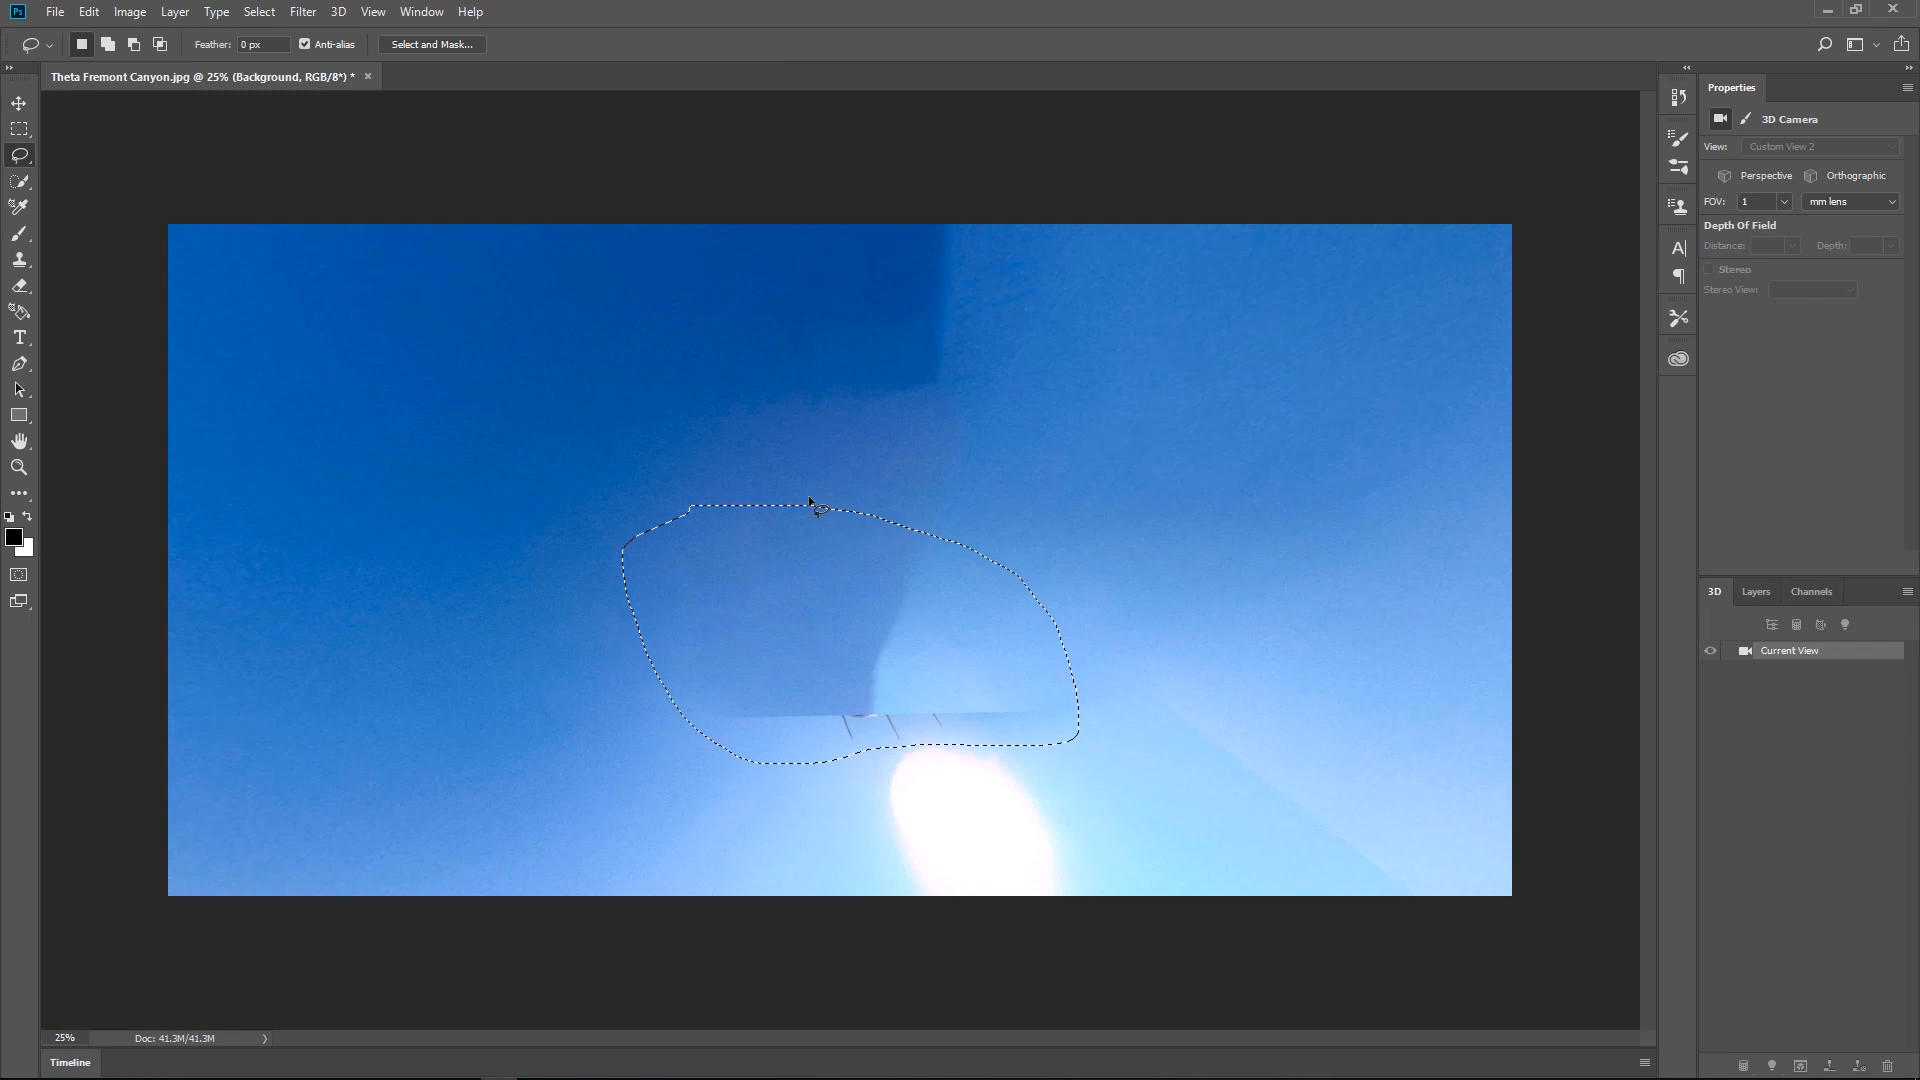 Ps File Edit Image Layer Type Select Filter 3D View Window Help
Feather: 0 px Anti-alias Select and Mask...
Theta Fremont Canyon.jpg @ 25% (Background, RGB/8*) * ×
Properties
3D Camera
View: Custom View 2
Perspective Orthographic
FOV: 1 mm lens
Depth Of Field
Distance: Depth:
Stereo
Stereo View:
3D Layers Channels
Current View
25% Doc: 41.3M/41.3M
Timeline